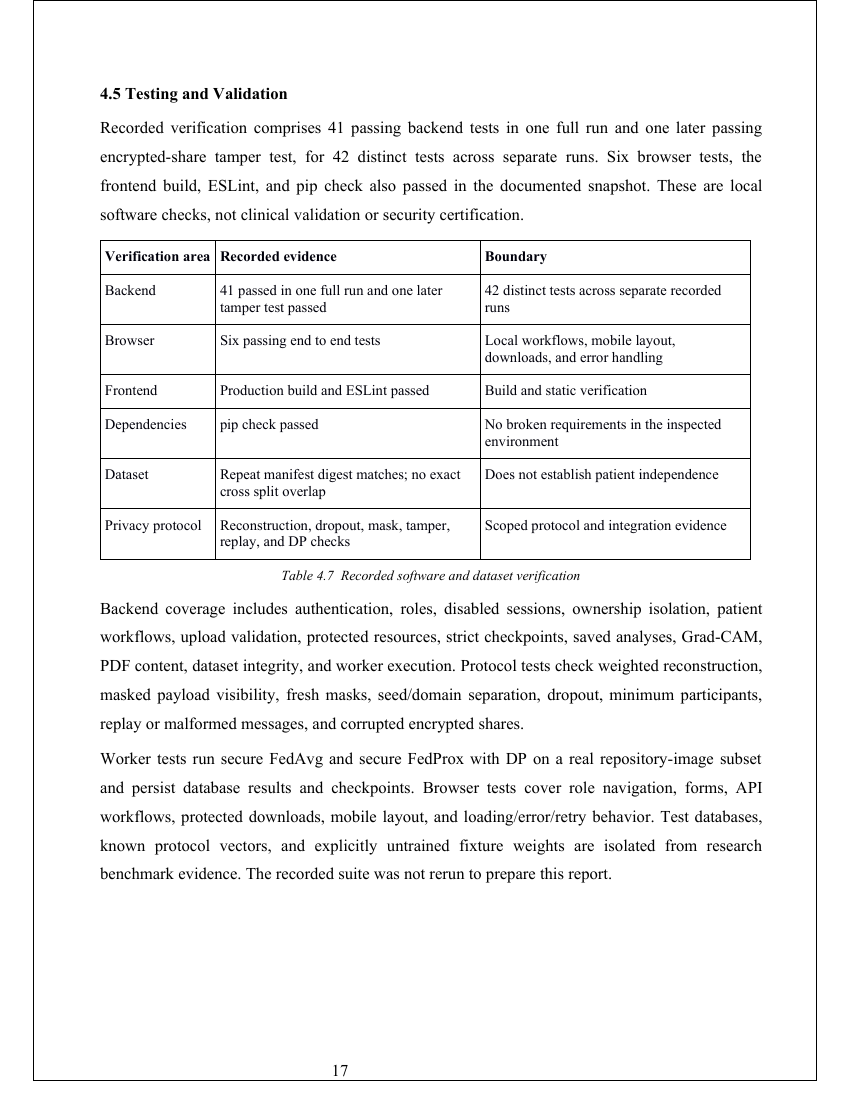 4.5 Testing and Validation
Recorded verification comprises 41 passing backend tests in one full run and one later passing
encrypted-share tamper test, for 42 distinct tests across separate runs. Six browser tests, the
frontend build, ESLint, and pip check also passed in the documented snapshot. These are local
software checks, not clinical validation or security certification.
Verification area Recorded evidence Boundary
Backend 41 passed in one full run and one later 42 distinct tests across separate recorded
tamper test passed runs
Browser Six passing end to end tests Local workflows, mobile layout,
downloads, and error handling
Frontend Production build and ESLint passed Build and static verification
Dependencies pip check passed No broken requirements in the inspected
environment
Dataset Repeat manifest digest matches; no exact Does not establish patient independence
cross split overlap
Privacy protocol Reconstruction, dropout, mask, tamper, Scoped protocol and integration evidence
replay, and DP checks
Table 4.7 Recorded software and dataset verification
Backend coverage includes authentication, roles, disabled sessions, ownership isolation, patient
workflows, upload validation, protected resources, strict checkpoints, saved analyses, Grad-CAM,
PDF content, dataset integrity, and worker execution. Protocol tests check weighted reconstruction,
masked payload visibility, fresh masks, seed/domain separation, dropout, minimum participants,
replay or malformed messages, and corrupted encrypted shares.
Worker tests run secure FedAvg and secure FedProx with DP on a real repository-image subset
and persist database results and checkpoints. Browser tests cover role navigation, forms, API
workflows, protected downloads, mobile layout, and loading/error/retry behavior. Test databases,
known protocol vectors, and explicitly untrained fixture weights are isolated from research
benchmark evidence. The recorded suite was not rerun to prepare this report.
17